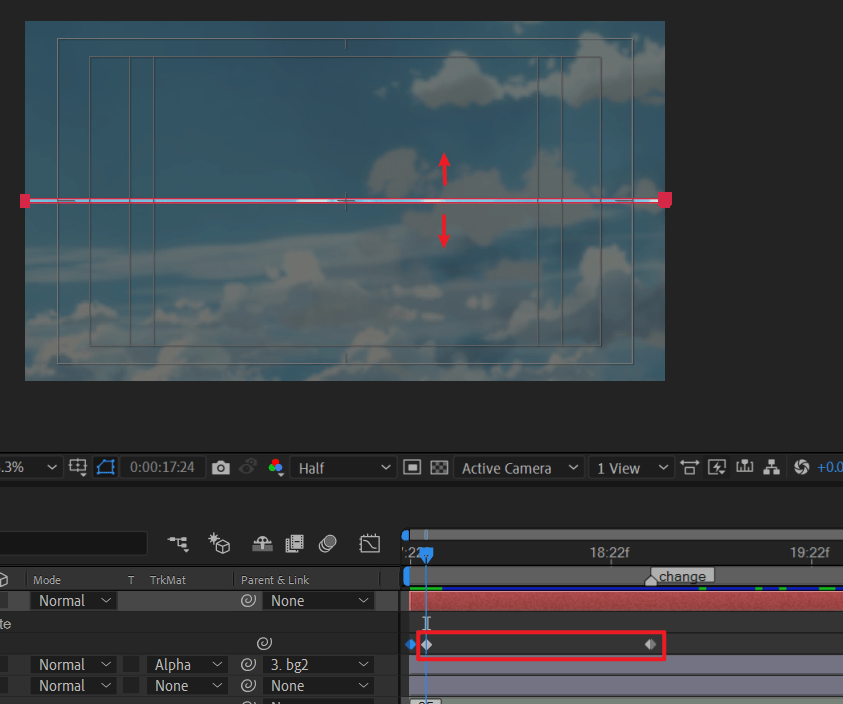 .3%
0:00:17:24
Half
Active Camera
1 View
+0.0
:22f
18:22f
19:22f
change
Mode
T
TrkMat
Parent & Link
Normal
None
te
Normal
Alpha
3. bg2
Normal
None
None